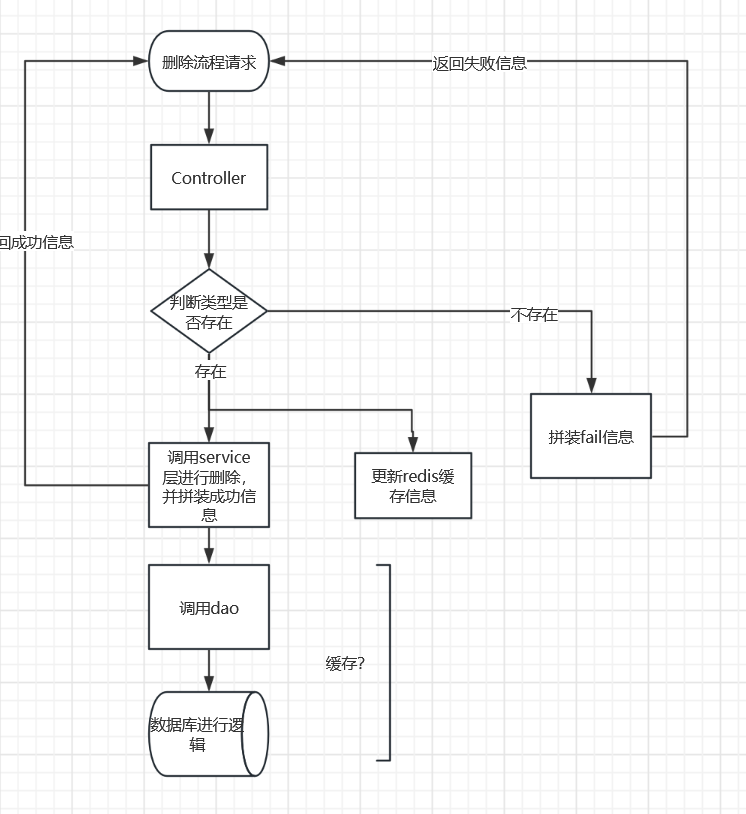 删除流程请求
返回失败信息
Controller
回成功信息
判断类型是
否存在
不存在
存在
调用service
层进行删除，
并拼装成功信
息
更新redis缓
存信息
拼装fail信息
调用dao
缓存？
数据库进行逻
辑